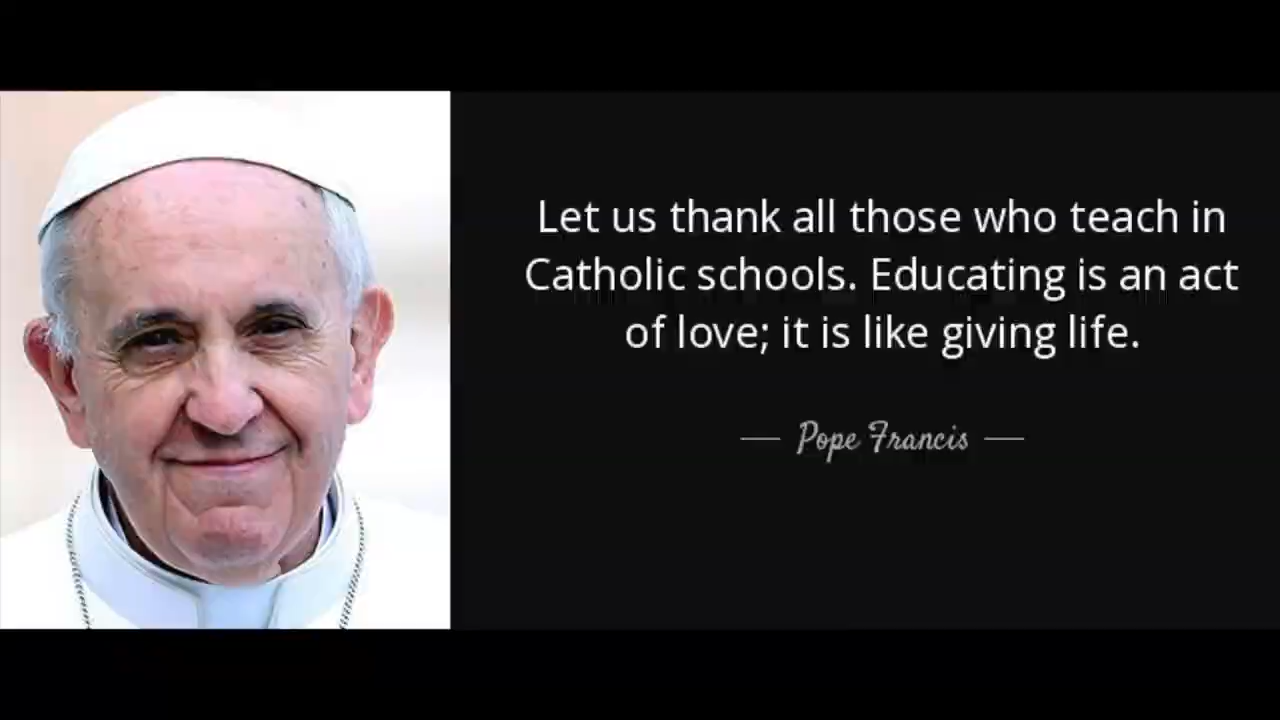 Let us thank all those who teach in
Catholic schools. Educating is an act
of love; it is like giving life.
Pope Francis